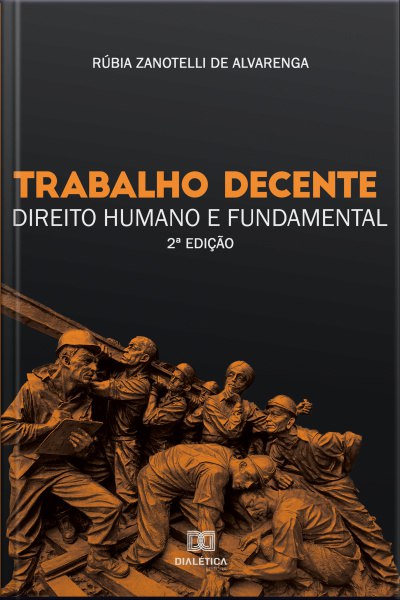 RÚBIA ZANOTELLI DE ALVARENGA
TRABALHO DECENTE
DIREITO HUMANO E FUNDAMENTAL
2ª EDIÇÃO
DIALÉTICA